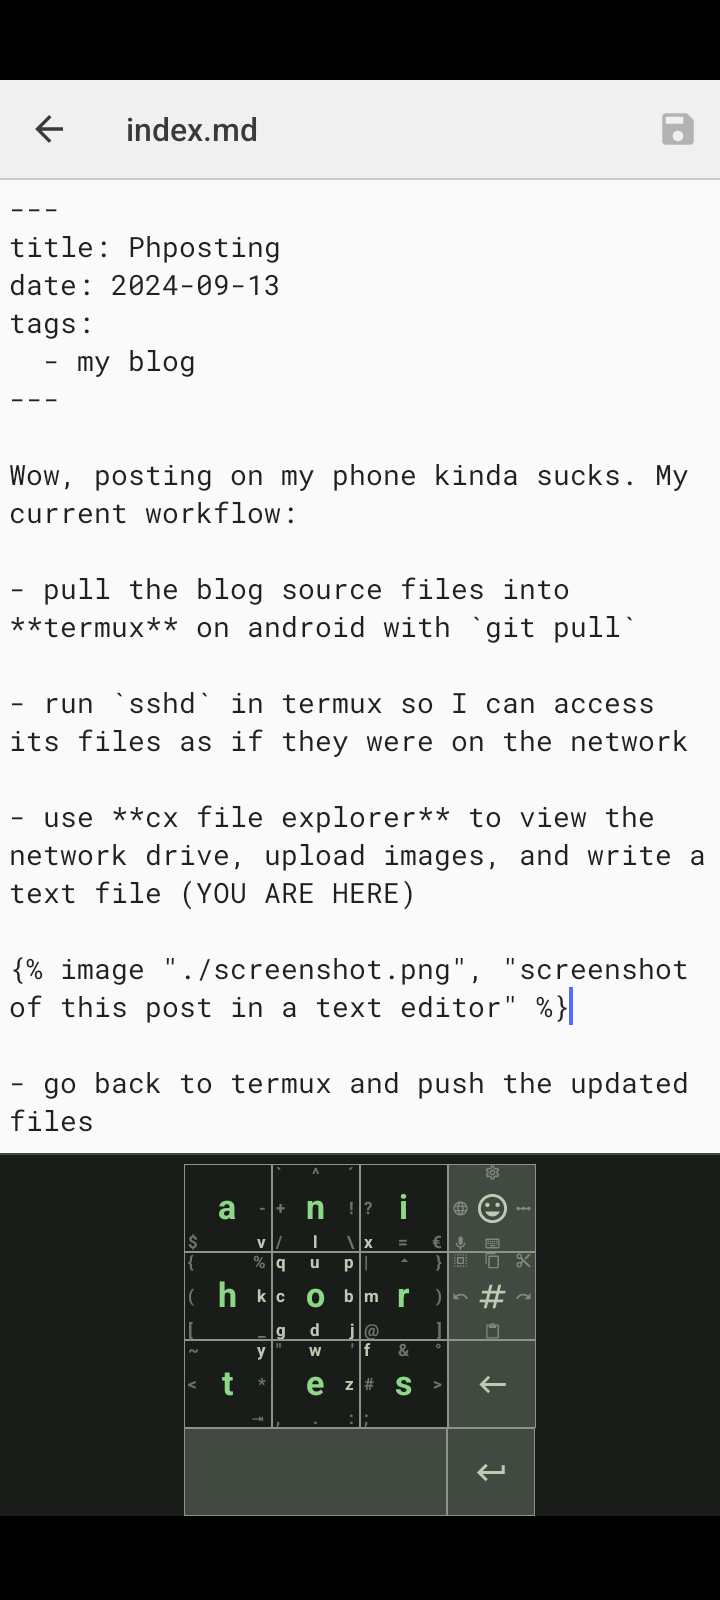 index.md
---
title: Phposting
date: 2024-09-13
tags:
  - my blog
---
Wow, posting on my phone kinda sucks. My
current workflow:
- pull the blog source files into
**termux** on android with `git pull`
- run `sshd` in termux so I can access
its files as if they were on the network
- use **cx file explorer** to view the
network drive, upload images, and write a
text file (YOU ARE HERE)
{% image "./screenshot.png", "screenshot
of this post in a text editor" %}
- go back to termux and push the updated
files
` ^ ´
a - + n ! ? i
$ v / l \ x = €
{ % q u p | ˆ }
( h k c o b m r ) #
[ _ g d j @ ]
~ y " w ' f & °
< t * e z # s >
⇥ , . : ;